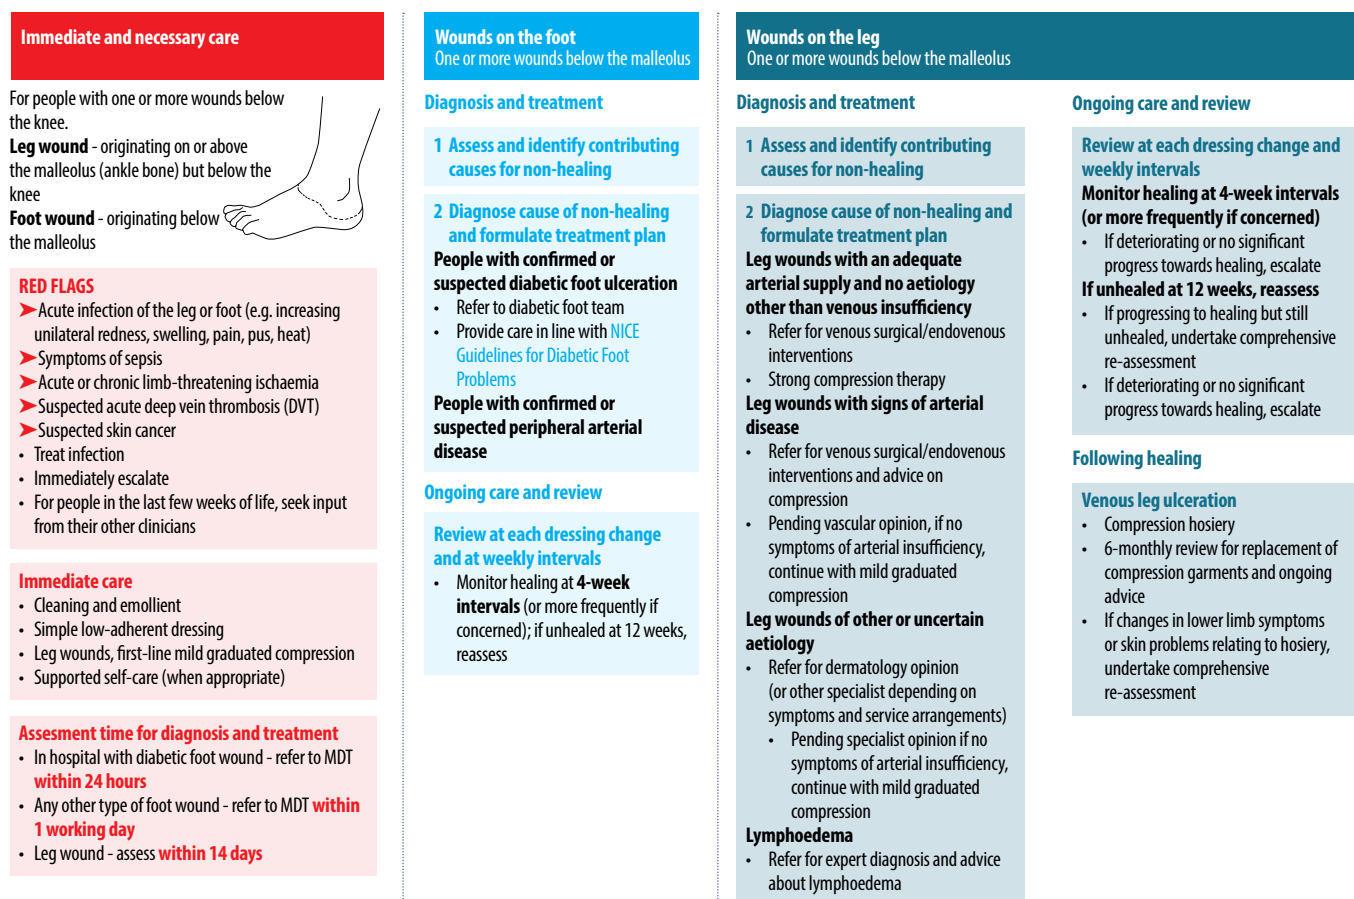 Immediate and necessary care
For people with one or more wounds below
the knee.
Leg wound - originating on or above
the malleolus (ankle bone) but below the
knee
Foot wound - originating below
the malleolus
RED FLAGS
➤Acute infection of the leg or foot (e.g. increasing
unilateral redness, swelling, pain, pus, heat)
➤Symptoms of sepsis
➤Acute or chronic limb-threatening ischaemia
➤Suspected acute deep vein thrombosis (DVT)
➤Suspected skin cancer
• Treat infection
• Immediately escalate
• For people in the last few weeks of life, seek input
from their other clinicians
Immediate care
• Cleaning and emollient
• Simple low-adherent dressing
• Leg wounds, first-line mild graduated compression
• Supported self-care (when appropriate)
Assesment time for diagnosis and treatment
• In hospital with diabetic foot wound - refer to MDT
within 24 hours
• Any other type of foot wound - refer to MDT within
1 working day
• Leg wound - assess within 14 days
Wounds on the foot
One or more wounds below the malleolus
Diagnosis and treatment
1 Assess and identify contributing
causes for non-healing
2 Diagnose cause of non-healing
and formulate treatment plan
People with confirmed or
suspected diabetic foot ulceration
• Refer to diabetic foot team
• Provide care in line with NICE
Guidelines for Diabetic Foot
Problems
People with confirmed or
suspected peripheral arterial
disease
Ongoing care and review
Review at each dressing change
and at weekly intervals
• Monitor healing at 4-week
intervals (or more frequently if
concerned); if unhealed at 12 weeks,
reassess
Wounds on the leg
One or more wounds below the malleolus
Diagnosis and treatment
1 Assess and identify contributing
causes for non-healing
2 Diagnose cause of non-healing and
formulate treatment plan
Leg wounds with an adequate
arterial supply and no aetiology
other than venous insufficiency
• Refer for venous surgical/endovenous
interventions
• Strong compression therapy
Leg wounds with signs of arterial
disease
• Refer for venous surgical/endovenous
interventions and advice on
compression
• Pending vascular opinion, if no
symptoms of arterial insufficiency,
continue with mild graduated
compression
Leg wounds of other or uncertain
aetiology
• Refer for dermatology opinion
(or other specialist depending on
symptoms and service arrangements)
• Pending specialist opinion if no
symptoms of arterial insufficiency,
continue with mild graduated
compression
Lymphoedema
• Refer for expert diagnosis and advice
about lymphoedema
Ongoing care and review
Review at each dressing change and
weekly intervals
Monitor healing at 4-week intervals
(or more frequently if concerned)
• If deteriorating or no significant
progress towards healing, escalate
If unhealed at 12 weeks, reassess
• If progressing to healing but still
unhealed, undertake comprehensive
re-assessment
• If deteriorating or no significant
progress towards healing, escalate
Following healing
Venous leg ulceration
• Compression hosiery
• 6-monthly review for replacement of
compression garments and ongoing
advice
• If changes in lower limb symptoms
or skin problems relating to hosiery,
undertake comprehensive
re-assessment